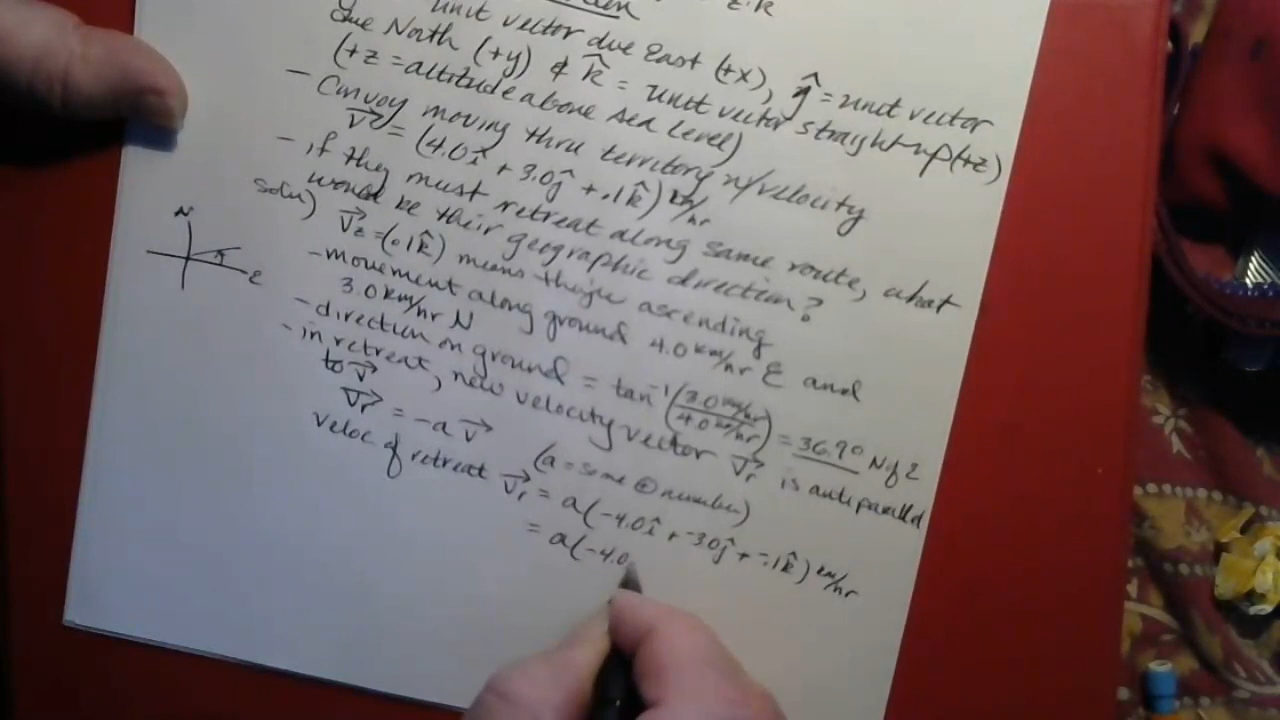 z.k
unit vector due East (+x), ĵ = unit vector
due North (+y) & k̂ = unit vector straight up (+z)
(+z = altitude above sea level)
- Convoy moving thru territory w/velocity
v⃗c = (4.0î + 3.0ĵ + .1k̂) km/hr
- if they must retreat along same route, what
would be their geographic direction?
soln) V⃗z = (.1k̂) means they're ascending
- movement along ground 4.0 km/hr E and
3.0 km/hr N
- direction on ground = tan⁻¹(3.0 km/hr / 4.0 km/hr) = 36.9° N of E
- in retreat, new velocity vector V⃗r is antiparallel
to V⃗
V⃗r = -a V⃗ (a = some ⊕ number)
veloc of retreat V⃗r = a(-4.0î + -3.0ĵ + -.1k̂) km/hr
= a(-4.0
N
E